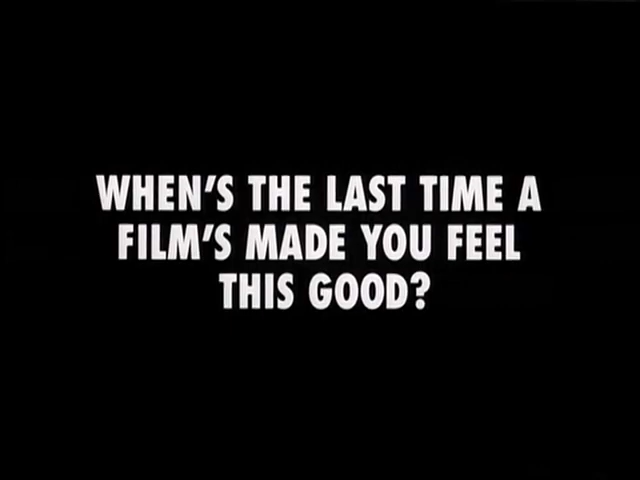 WHEN'S THE LAST TIME A
FILM'S MADE YOU FEEL
THIS GOOD?